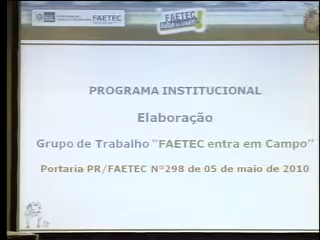 FAETEC
FAETEC
PROGRAMA INSTITUCIONAL
Elaboração
Grupo de Trabalho "FAETEC entra em Campo"
Portaria PR/FAETEC Nº298 de 05 de maio de 2010